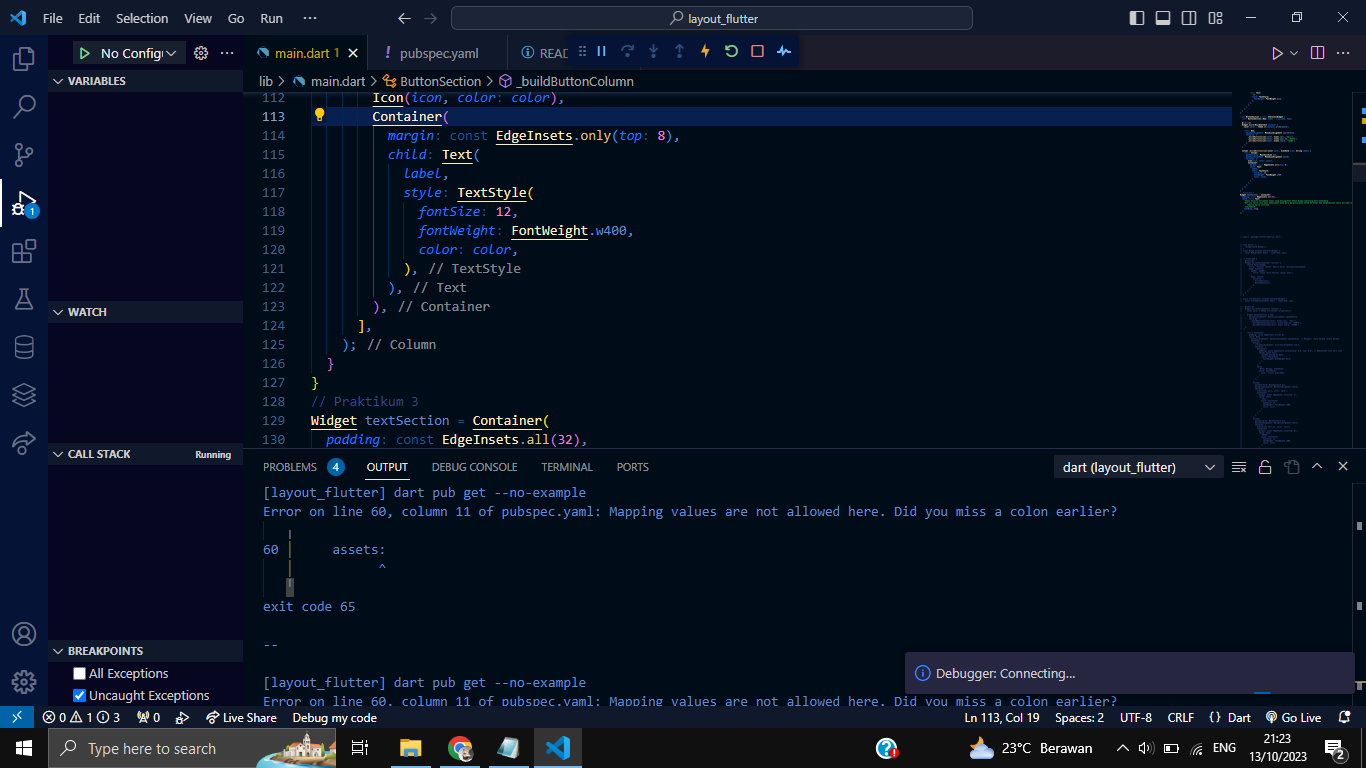 File Edit Selection View Go Run ··· layout_flutter
No Config main.dart 1 pubspec.yaml READ
VARIABLES
lib > main.dart > ButtonSection > _buildButtonColumn
112 Icon(icon, color: color),
113 Container(
114 margin: const EdgeInsets.only(top: 8),
115 child: Text(
116 label,
117 style: TextStyle(
118 fontSize: 12,
119 fontWeight: FontWeight.w400,
120 color: color,
121 ), // TextStyle
122 ), // Text
123 ), // Container
124 ],
125 ); // Column
126 }
127 }
128 // Praktikum 3
129 Widget textSection = Container(
130 padding: const EdgeInsets.all(32),
WATCH
CALL STACK Running
BREAKPOINTS
All Exceptions
Uncaught Exceptions
1
PROBLEMS 4 OUTPUT DEBUG CONSOLE TERMINAL PORTS dart (layout_flutter)
[layout_flutter] dart pub get --no-example
Error on line 60, column 11 of pubspec.yaml: Mapping values are not allowed here. Did you miss a colon earlier?
╷
60 │ assets:
│ ^
╵
exit code 65
--
[layout_flutter] dart pub get --no-example
Error on line 60, column 11 of pubspec.yaml: Mapping values are not allowed here. Did you miss a colon earlier?
Debugger: Connecting...
0 1 3 0 Live Share Debug my code Ln 113, Col 19 Spaces: 2 UTF-8 CRLF {} Dart Go Live
Type here to search 23°C Berawan ENG 21:23
13/10/2023 2